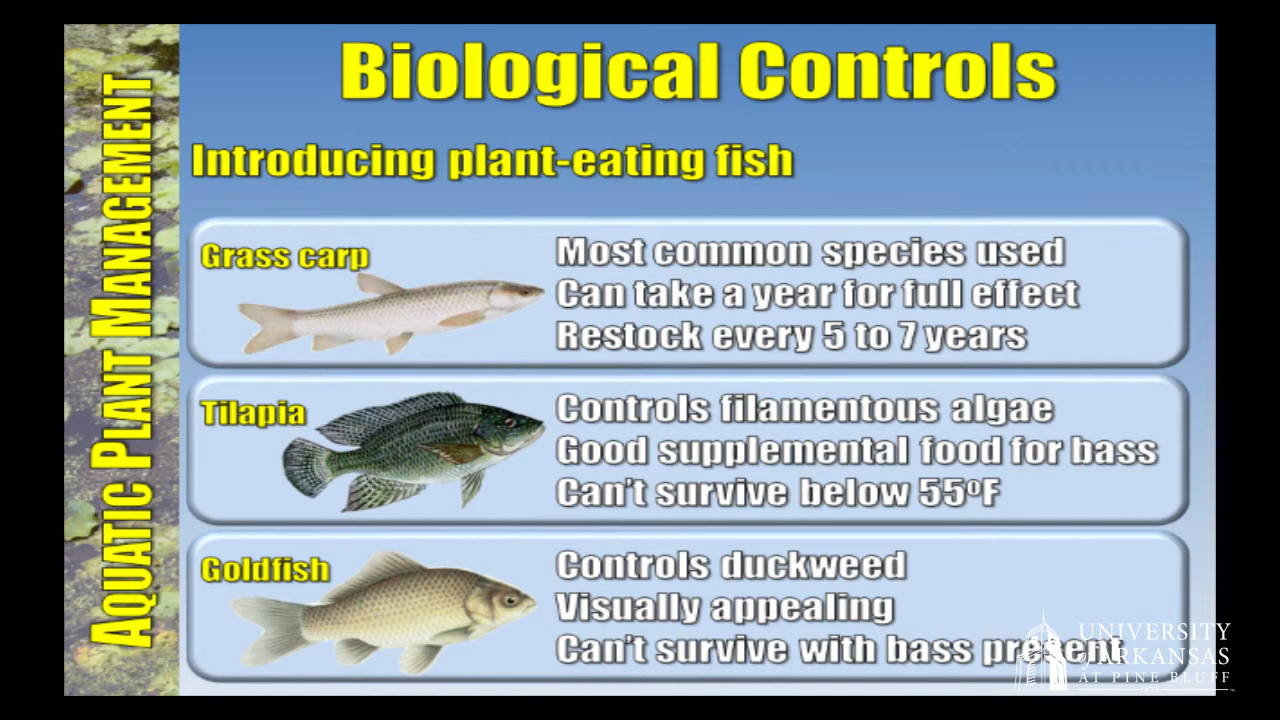 Biological Controls
AQUATIC PLANT MANAGEMENT
Introducing plant-eating fish
Grass carp
Most common species used
Can take a year for full effect
Restock every 5 to 7 years
Tilapia
Controls filamentous algae
Good supplemental food for bass
Can't survive below 55ºF
Goldfish
Controls duckweed
Visually appealing
Can't survive with bass present
UNIVERSITY
of ARKANSAS
AT PINE BLUFF